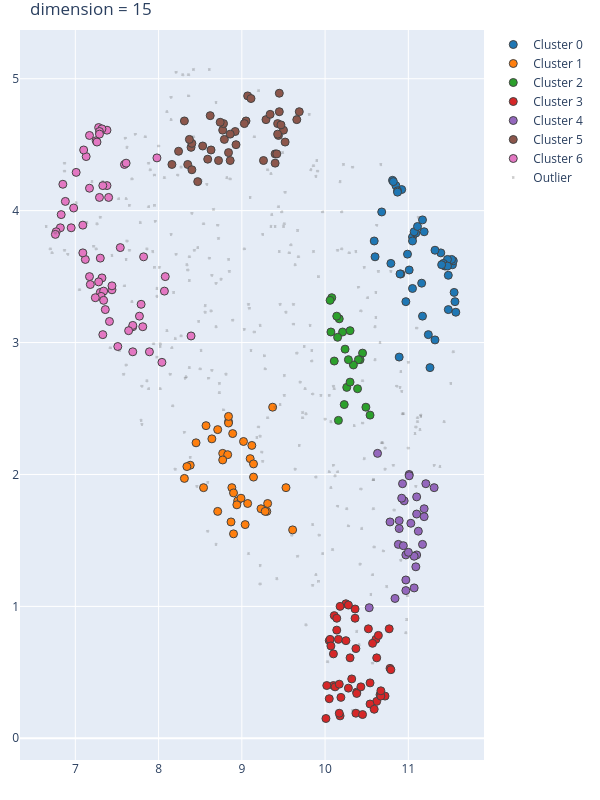 dimension = 15
Cluster 0
Cluster 1
Cluster 2
Cluster 3
Cluster 4
Cluster 5
Cluster 6
Outlier
5
4
3
2
1
0
7 8 9 10 11